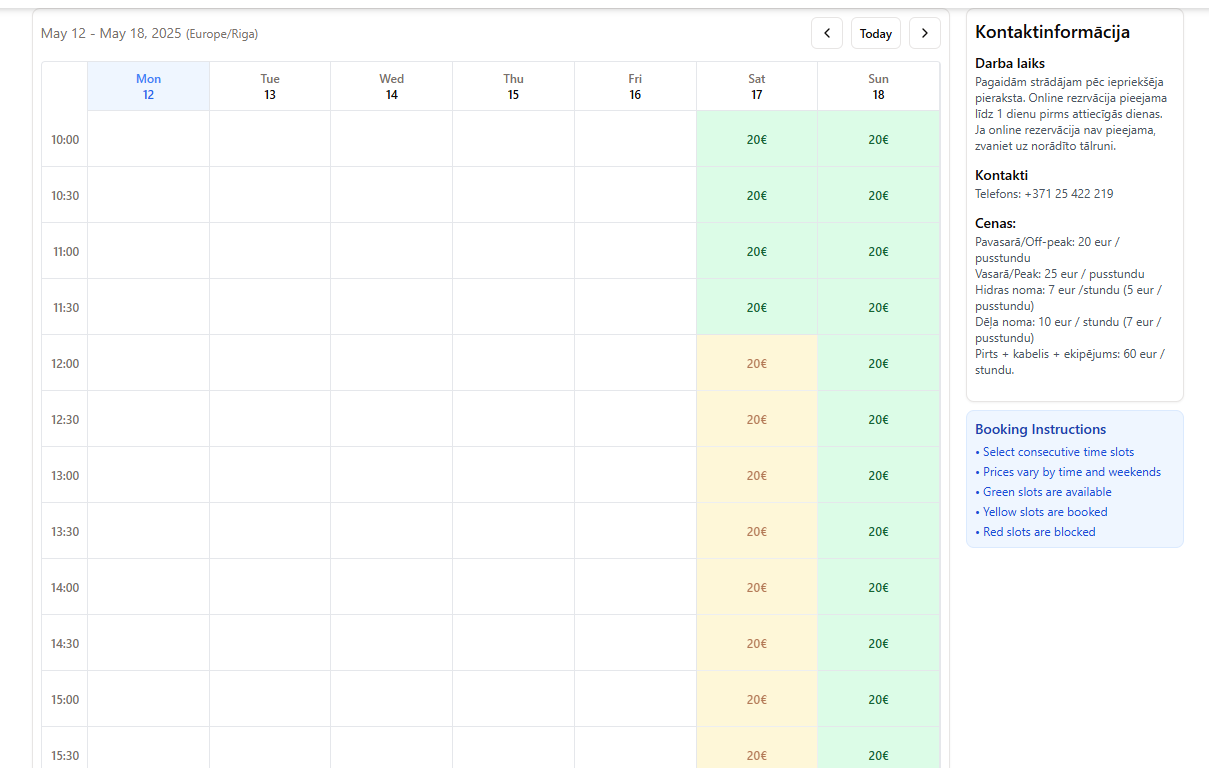 May 12 - May 18, 2025 (Europe/Riga)
Today
Mon Tue Wed Thu Fri Sat Sun
12 13 14 15 16 17 18
10:00 20€ 20€
10:30 20€ 20€
11:00 20€ 20€
11:30 20€ 20€
12:00 20€ 20€
12:30 20€ 20€
13:00 20€ 20€
13:30 20€ 20€
14:00 20€ 20€
14:30 20€ 20€
15:00 20€ 20€
15:30 20€ 20€
Kontaktinformācija
Darba laiks
Pagaidām strādājam pēc iepriekšēja
pieraksta. Online rezrvācija pieejama
līdz 1 dienu pirms attiecīgās dienas.
Ja online rezervācija nav pieejama,
zvaniet uz norādīto tālruni.
Kontakti
Telefons: +371 25 422 219
Cenas:
Pavasarā/Off-peak: 20 eur /
pusstundu
Vasarā/Peak: 25 eur / pusstundu
Hidras noma: 7 eur /stundu (5 eur /
pusstundu)
Dēļa noma: 10 eur / stundu (7 eur /
pusstundu)
Pirts + kabelis + ekipējums: 60 eur /
stundu.
Booking Instructions
• Select consecutive time slots
• Prices vary by time and weekends
• Green slots are available
• Yellow slots are booked
• Red slots are blocked